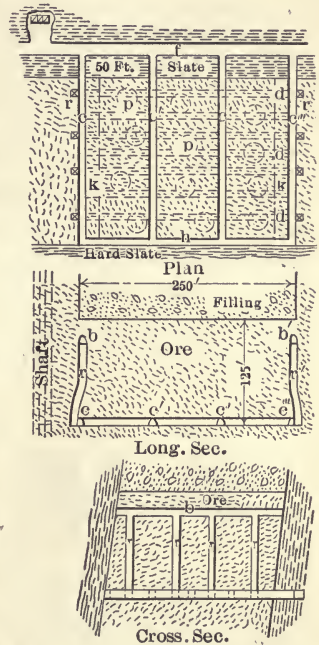 f
50 Ft. Slate
r p d r
c c c c'''
p
d
k g
d d
h
Hard Slate
Plan
250'
Filling
b b
Shaft
Ore
125'
c c' c'' c'''
Long. Sec.
Ore
b
Cross. Sec.